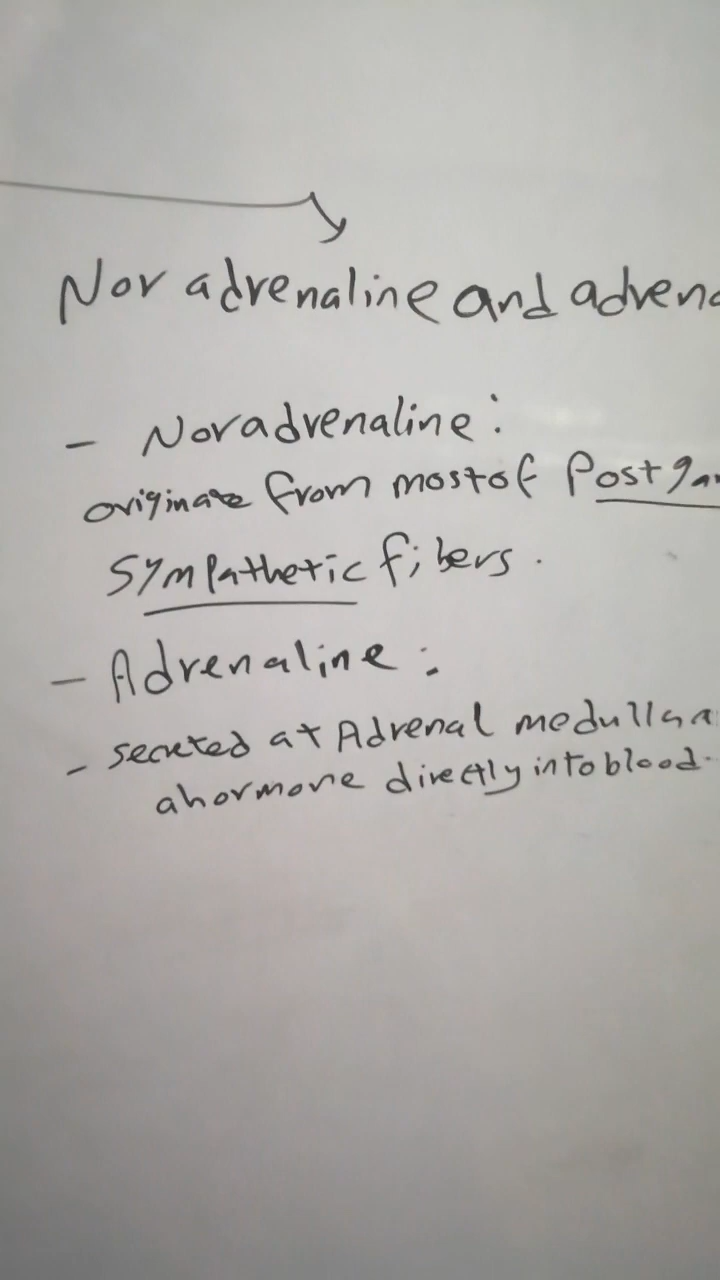 Nor adrenaline and adren
- Noradrenaline:
originate from most of Postgan
Sympathetic fibers.
- Adrenaline:
- secreted at Adrenal medulla a
a hormone directly into blood.